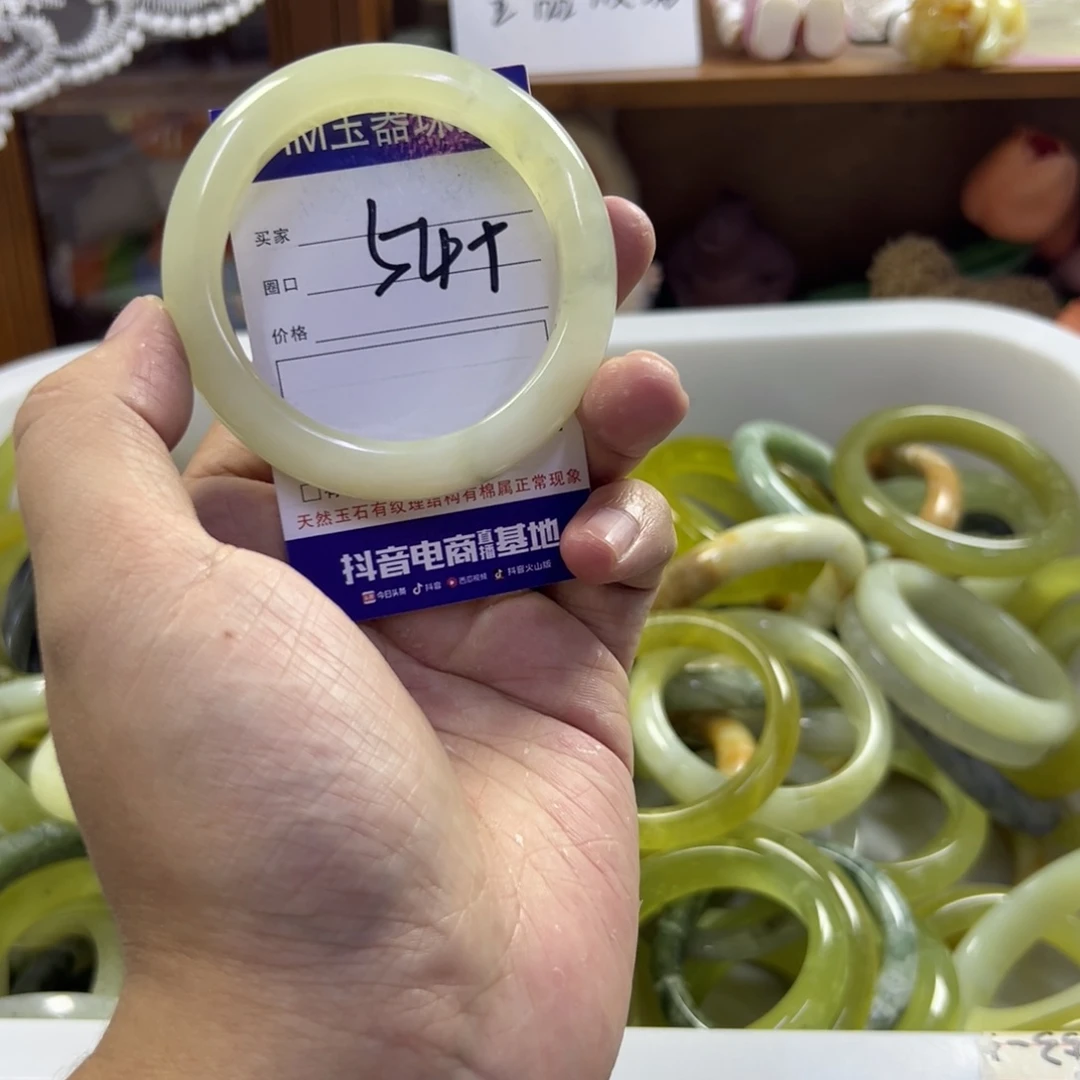 玉器珠
买家
54+
圈口
价格
天然玉石有纹理结构有棉属正常现象
抖音电商直播基地
今日头条 抖音 西瓜视频 抖音火山版